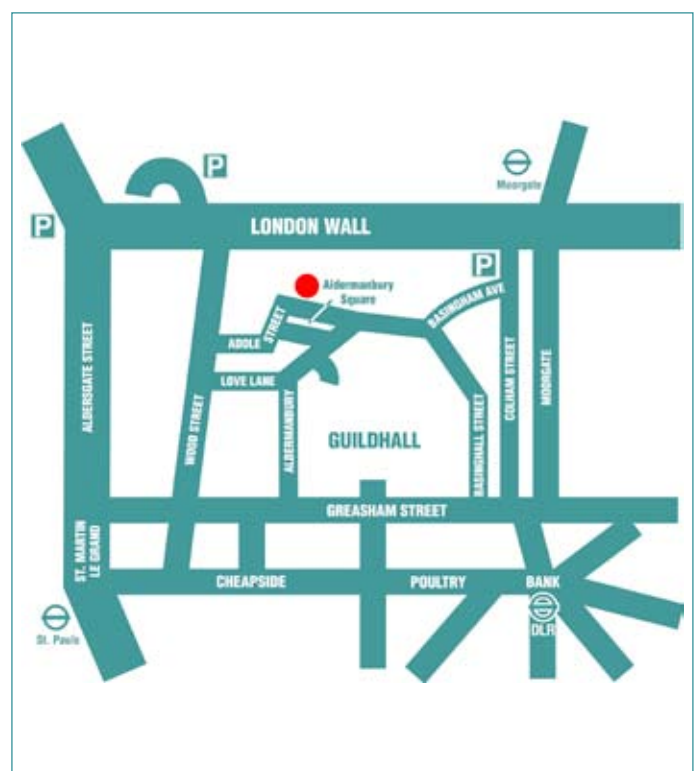 P
Moorgate
P
LONDON WALL
P
Aldermanbury
Square
BASINGHAM AVE
STREET
ADDLE
LOVE LANE
ALDERSGATE STREET
WOOD STREET
ALDERMANBURY
GUILDHALL
BASINGHALL STREET
COLHAM STREET
MOORGATE
GREASHAM STREET
ST. MARTIN
LE GRAND
CHEAPSIDE
POULTRY
BANK
DLR
St. Pauls